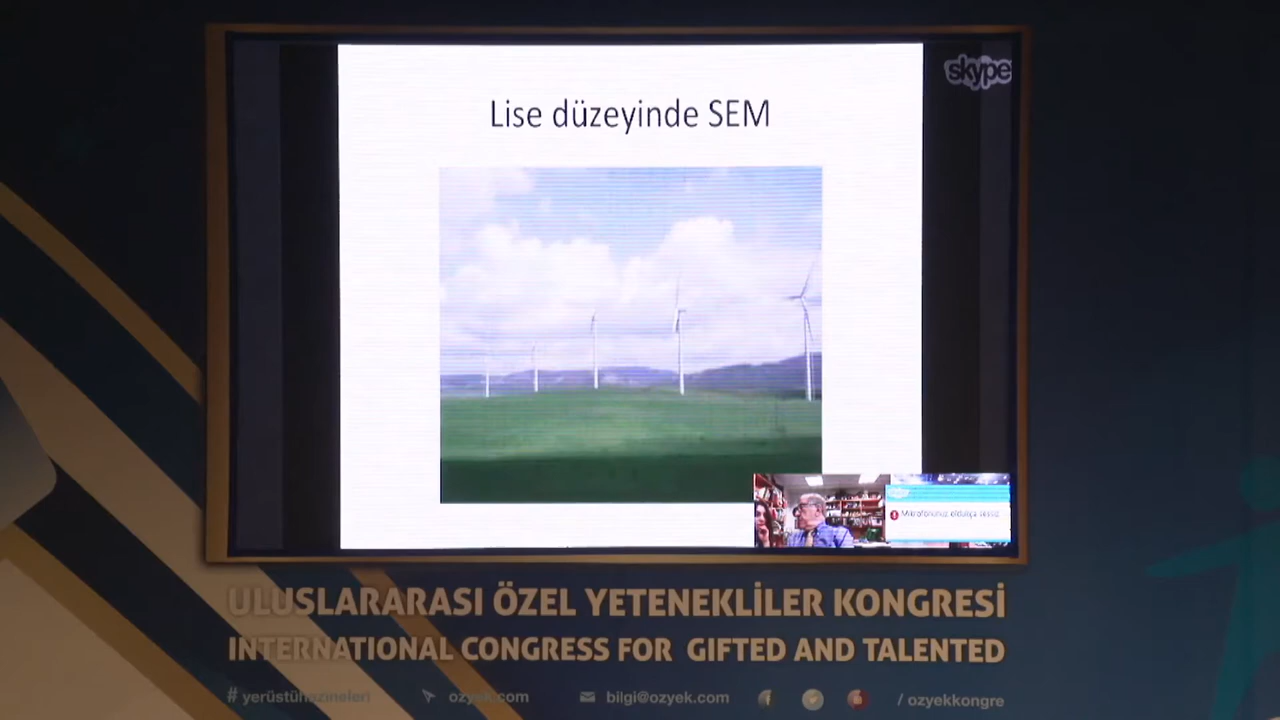 skype
Lise düzeyinde SEM
Mikrofonunuz oldukça sessiz
ULUSLARARASI ÖZEL YETENEKLİLER KONGRESİ
INTERNATIONAL CONGRESS FOR GIFTED AND TALENTED
# yerüstühazineleri ozyek.com bilgi@ozyek.com / ozyekkongre